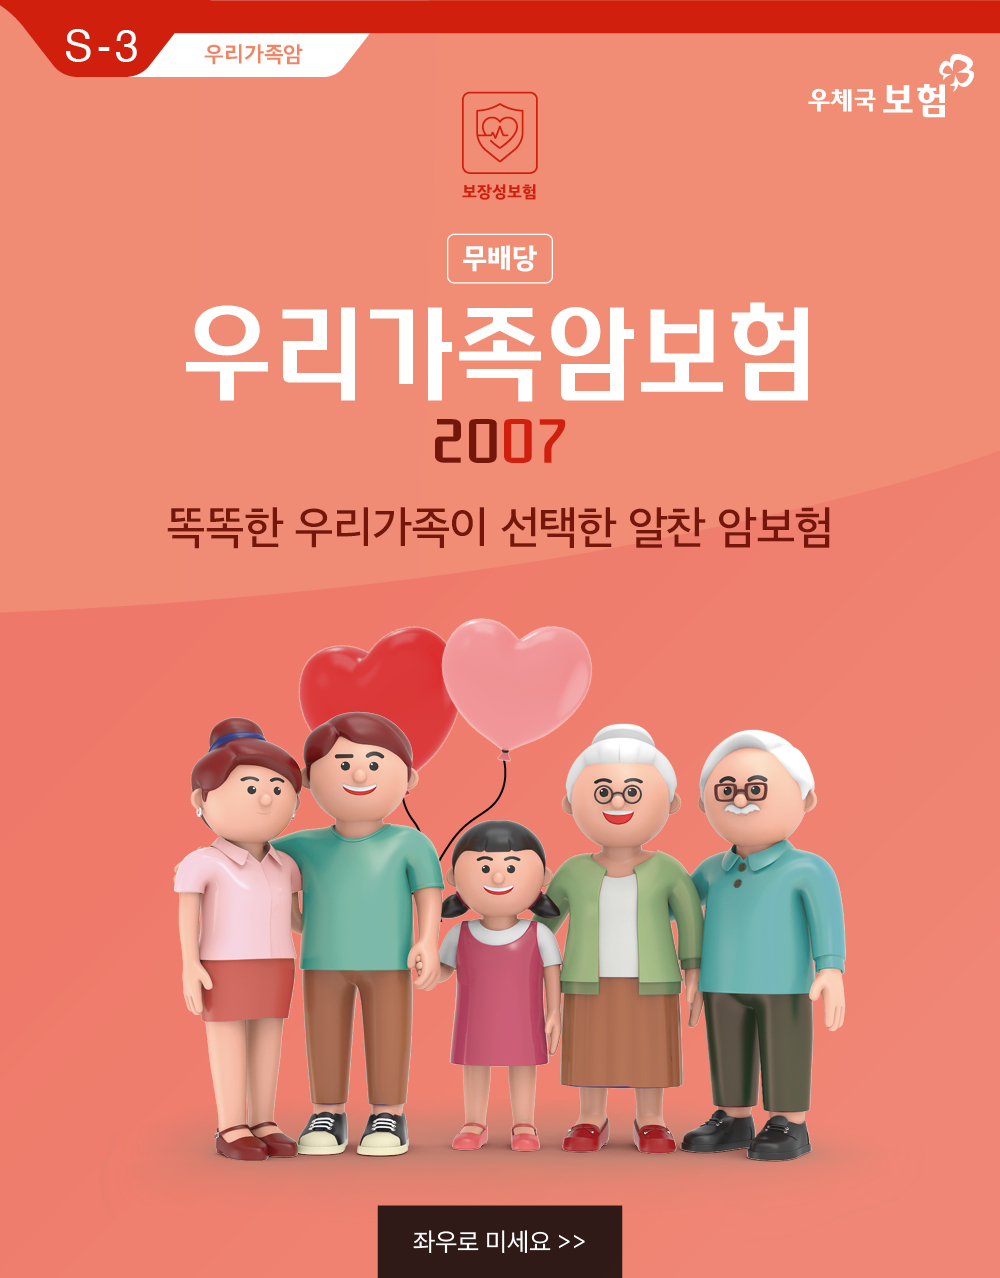 S-3
우리가족암
우체국 보험
보장성보험
무배당
우리가족암보험
2007
똑똑한 우리가족이 선택한 알찬 암보험
좌우로 미세요 >>